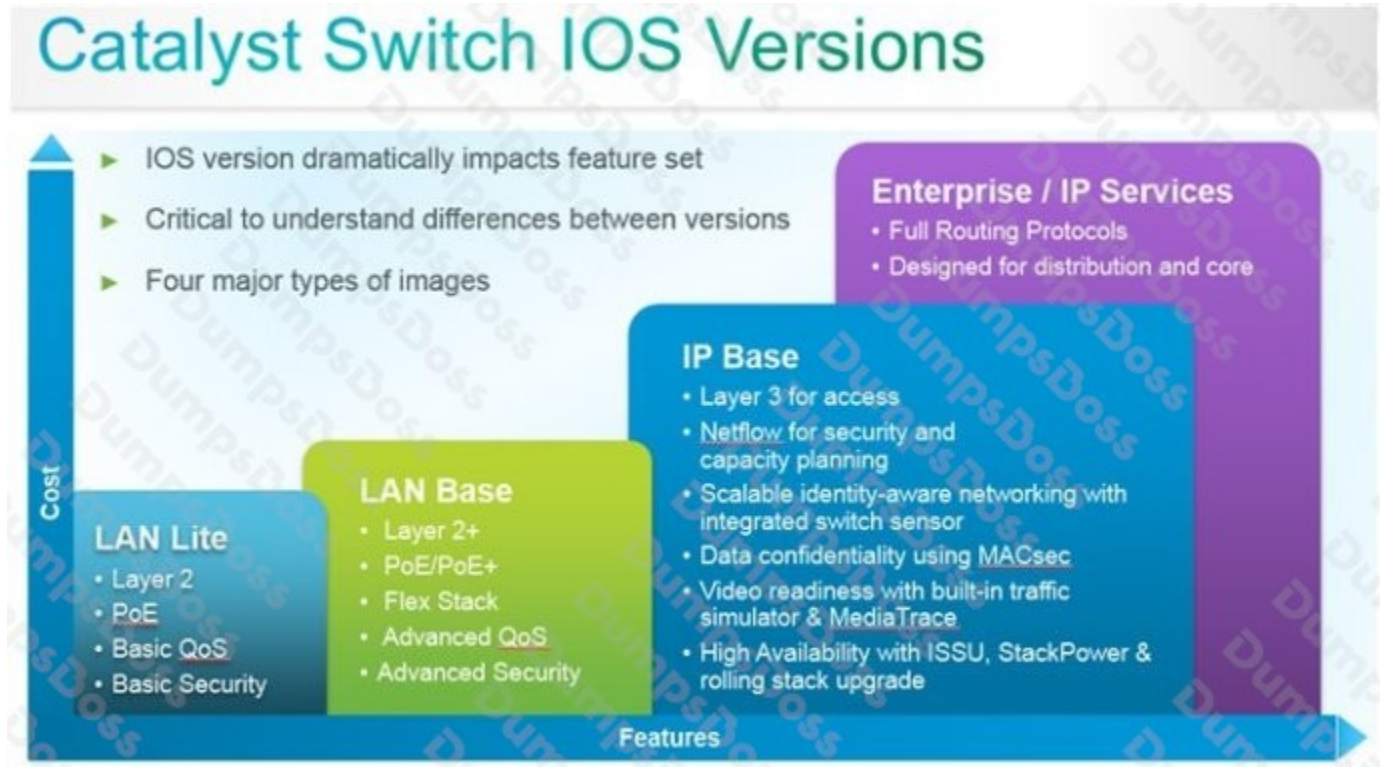 Catalyst Switch IOS Versions
► IOS version dramatically impacts feature set
► Critical to understand differences between versions
► Four major types of images
Enterprise / IP Services
• Full Routing Protocols
• Designed for distribution and core
IP Base
• Layer 3 for access
• Netflow for security and
capacity planning
• Scalable identity-aware networking with
integrated switch sensor
• Data confidentiality using MACsec
• Video readiness with built-in traffic
simulator & MediaTrace
• High Availability with ISSU, StackPower &
rolling stack upgrade
LAN Base
• Layer 2+
• PoE/PoE+
• Flex Stack
• Advanced QoS
• Advanced Security
LAN Lite
• Layer 2
• PoE
• Basic QoS
• Basic Security
Cost
Features
DumpsDoss